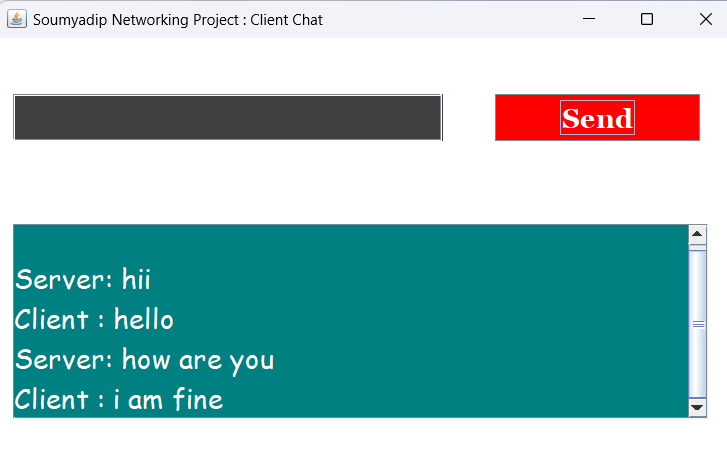 Soumyadip Networking Project : Client Chat
Send
Server: hii
Client : hello
Server: how are you
Client : i am fine